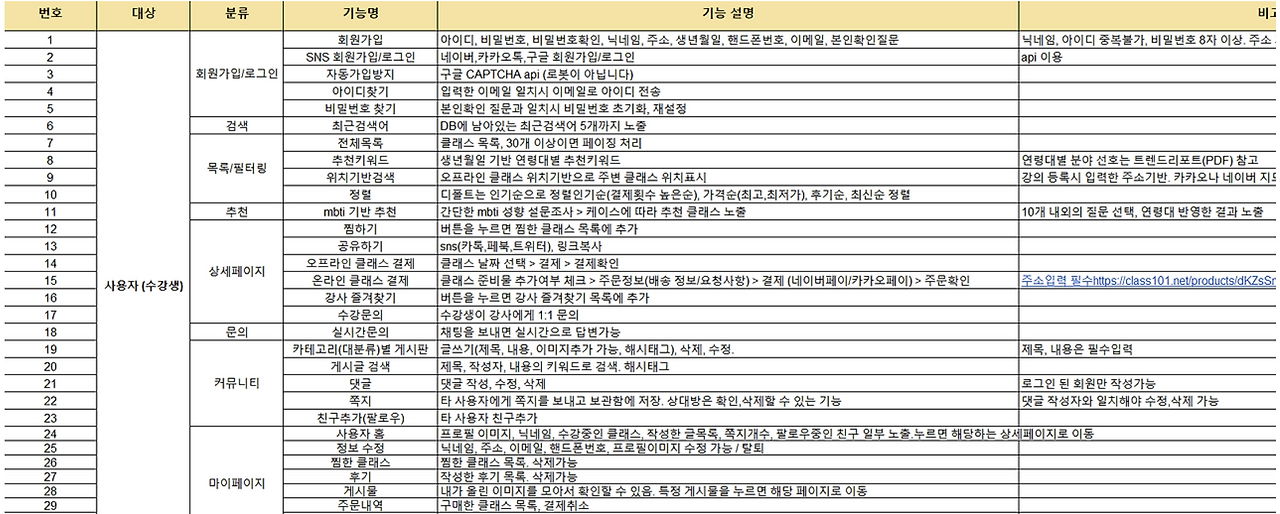 번호 대상 분류 기능명 기능 설명
1 회원가입 아이디, 비밀번호, 비밀번호확인, 닉네임, 주소, 생년월일, 핸드폰번호, 이메일, 본인확인질문 닉네임, 아이디 중복불가, 비밀번호 8자 이상. 주소
2 SNS 회원가입/로그인 네이버,카카오톡,구글 회원가입/로그인 api 이용
3 회원가입/로그인 자동가입방지 구글 CAPTCHA api (로봇이 아닙니다)
4 아이디찾기 입력한 이메일 일치시 이메일로 아이디 전송
5 비밀번호 찾기 본인확인 질문과 일치시 비밀번호 초기화, 재설정
6 검색 최근검색어 DB에 남아있는 최근검색어 5개까지 노출
7 전체목록 클래스 목록, 30개 이상이면 페이징 처리
8 목록/필터링 추천키워드 생년월일 기반 연령대별 추천키워드 연령대별 분야 선호는 트렌드리포트(PDF) 참고
9 위치기반검색 오프라인 클래스 위치기반으로 주변 클래스 위치표시 강의 등록시 입력한 주소기반. 카카오나 네이버
10 정렬 디폴트는 인기순으로 정렬인기순(결제횟수 높은순), 가격순(최고,최저가), 후기순, 최신순 정렬
11 추천 mbti 기반 추천 간단한 mbti 성향 설문조사 > 케이스에 따라 추천 클래스 노출 10개 내외의 질문 선택, 연령대 반영한 결과 노출
12 찜하기 버튼을 누르면 찜한 클래스 목록에 추가
13 공유하기 sns(카톡,페북,트위터), 링크복사
14 상세페이지 오프라인 클래스 결제 클래스 날짜 선택 > 결제 > 결제확인
사용자 (수강생)
15 온라인 클래스 결제 클래스 준비물 추가여부 체크 > 주문정보(배송 정보/요청사항) > 결제 (네이버페이/카카오페이) > 주문확인 주소입력 필수https://class101.net/products/dKZsSr
16 강사 즐겨찾기 버튼을 누르면 강사 즐겨찾기 목록에 추가
17 수강문의 수강생이 강사에게 1:1 문의
18 문의 실시간문의 채팅을 보내면 실시간으로 답변가능
19 카테고리(대분류)별 게시판 글쓰기(제목, 내용, 이미지추가 가능, 해시태그), 삭제, 수정. 제목, 내용은 필수입력
20 게시글 검색 제목, 작성자, 내용의 키워드로 검색. 해시태그
21 커뮤니티 댓글 댓글 작성, 수정, 삭제 로그인 된 회원만 작성가능
22 쪽지 타 사용자에게 쪽지를 보내고 보관함에 저장. 상대방은 확인,삭제할 수 있는 기능 댓글 작성자와 일치해야 수정,삭제 가능
23 친구추가(팔로우) 타 사용자 친구추가
24 사용자 홈 프로필 이미지, 닉네임, 수강중인 클래스, 작성한 글목록, 쪽지개수, 팔로우중인 친구 일부 노출.누르면 해당하는 상세페이지로 이동
25 정보 수정 닉네임, 주소, 이메일, 핸드폰번호, 프로필이미지 수정 가능 / 탈퇴
26 찜한 클래스 찜한 클래스 목록. 삭제가능
27 마이페이지 후기 작성한 후기 목록. 삭제가능
28 게시물 내가 올린 이미지를 모아서 확인할 수 있음. 특정 게시물을 누르면 해당 페이지로 이동
29 주문내역 구매한 클래스 목록, 결제취소